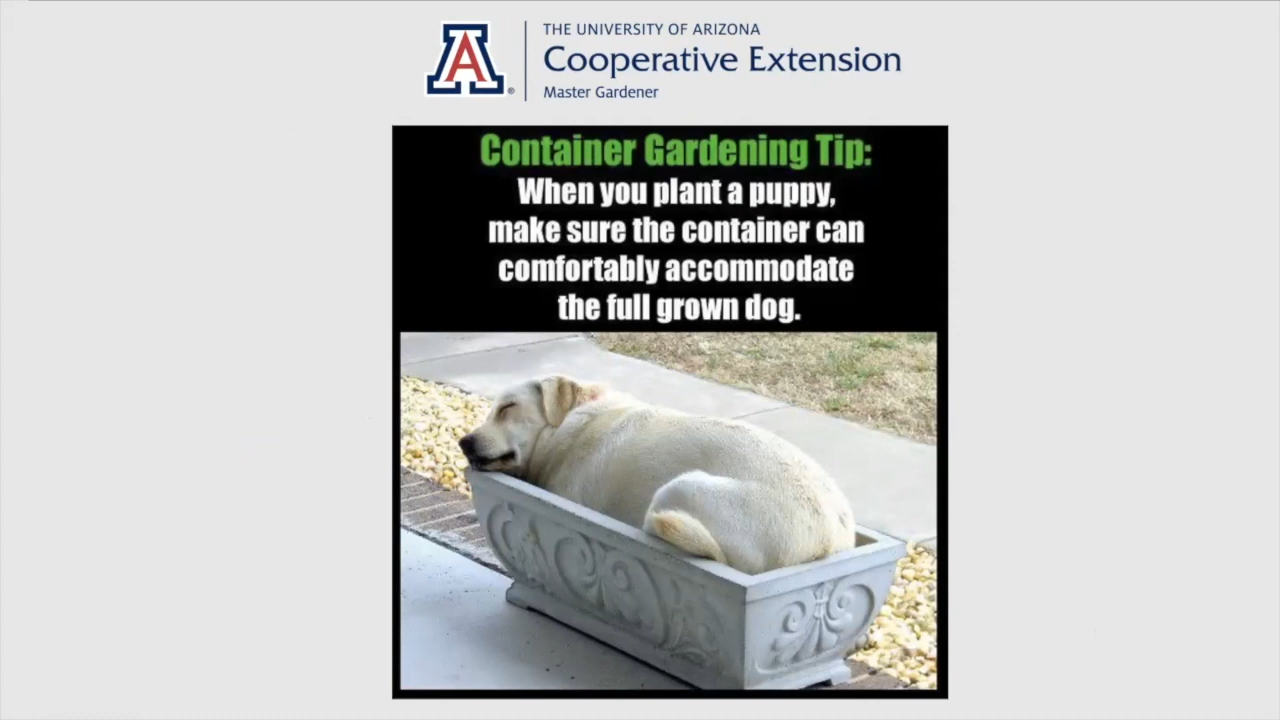 THE UNIVERSITY OF ARIZONA
Cooperative Extension
Master Gardener
Container Gardening Tip:
When you plant a puppy,
make sure the container can
comfortably accommodate
the full grown dog.